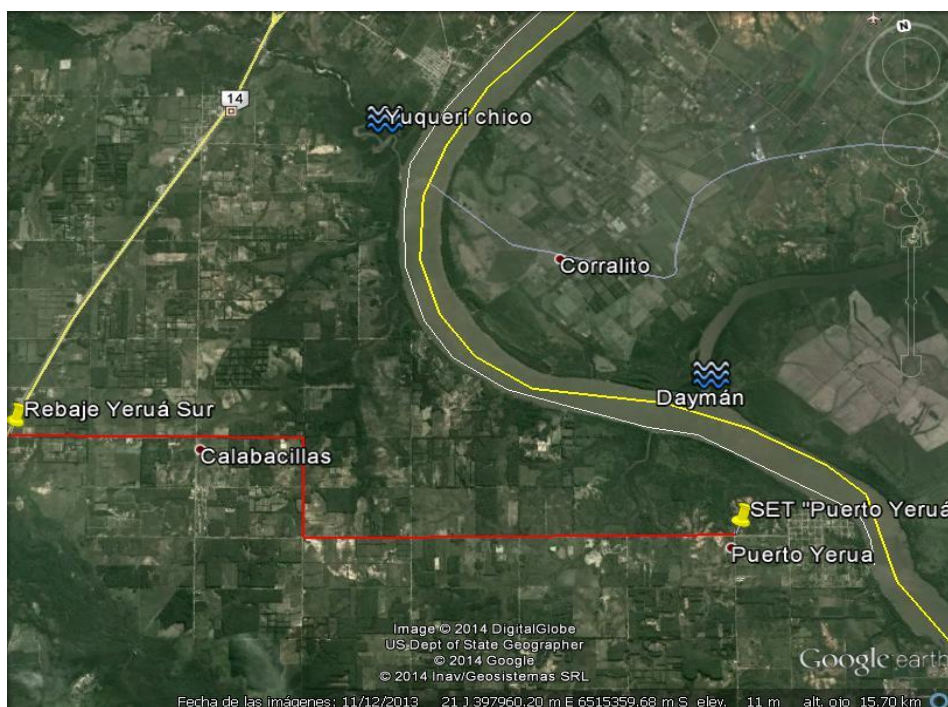 N
14
Yuquerí chico
Corralito
Daymán
Rebaje Yeruá Sur
Calabacillas
SET "Puerto Yeruá
Puerto Yerua
Image © 2014 DigitalGlobe
US Dept of State Geographer
© 2014 Google
© 2014 Inav/Geosistemas SRL
Google earth
Fecha de las imágenes: 11/12/2013 21 J 397960.20 m E 6515359.68 m S elev. 11 m alt. ojo 15.70 km